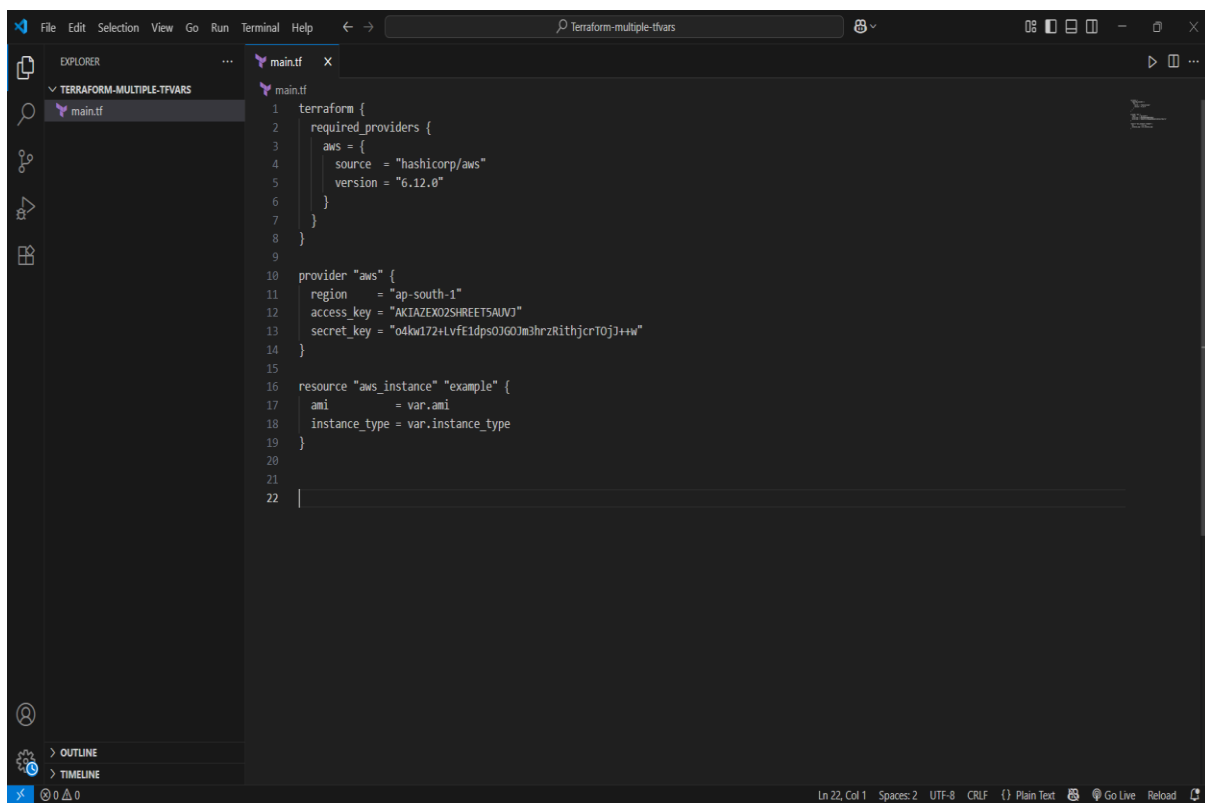 File Edit Selection View Go Run Terminal Help
Terraform-multiple-tfvars
EXPLORER
TERRAFORM-MULTIPLE-TFVARS
main.tf
OUTLINE
TIMELINE
main.tf X
main.tf
1 terraform {
2 required_providers {
3 aws = {
4 source = "hashicorp/aws"
5 version = "6.12.0"
6 }
7 }
8 }
9
10 provider "aws" {
11 region = "ap-south-1"
12 access_key = "AKIAZEXO2SHREET5AUVJ"
13 secret_key = "o4kw172+LvfE1dpsOJGOJm3hrzRithjcrTOjJ++w"
14 }
15
16 resource "aws_instance" "example" {
17 ami = var.ami
18 instance_type = var.instance_type
19 }
20
21
22
0 0
Ln 22, Col 1 Spaces: 2 UTF-8 CRLF {} Plain Text Go Live Reload